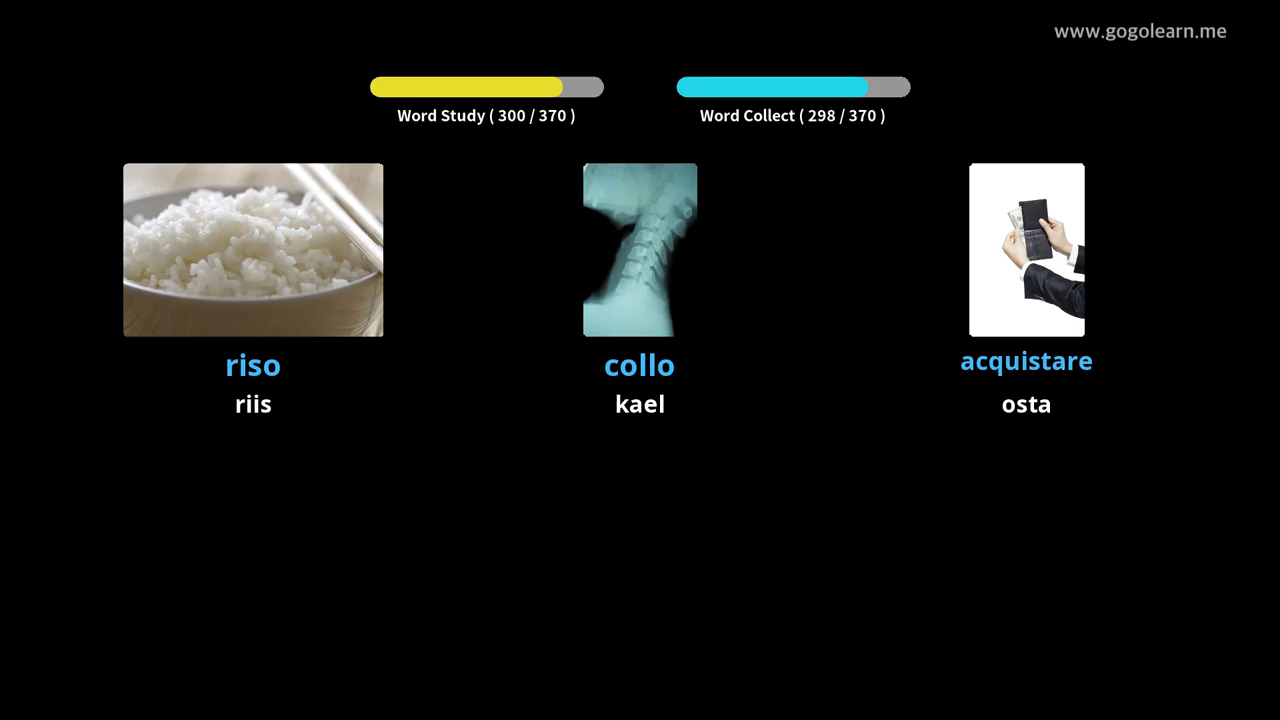 www.gogolearn.me
Word Study ( 300 / 370 )
Word Collect ( 298 / 370 )
riso
collo
acquistare
riis
kael
osta